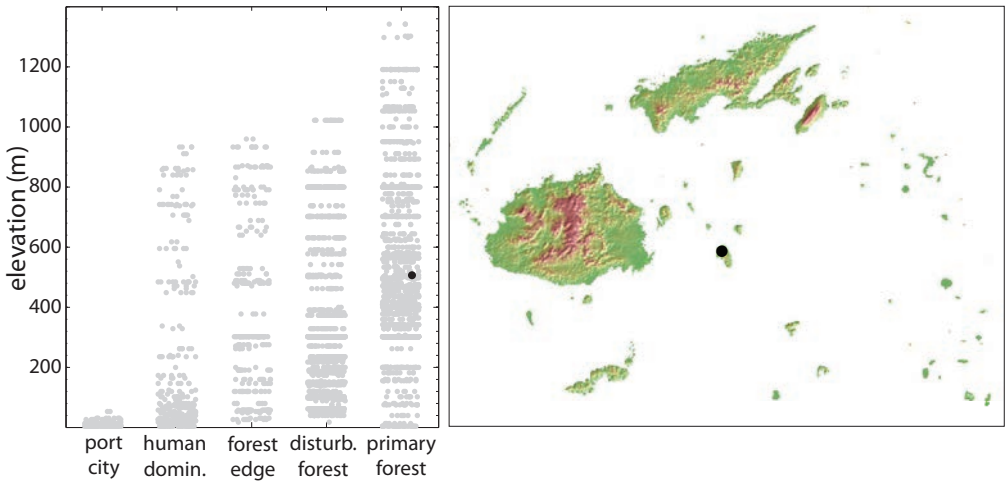 elevation (m)
1200
1000
800
600
400
200
port
city
human
domin.
forest
edge
disturb.
forest
primary
forest